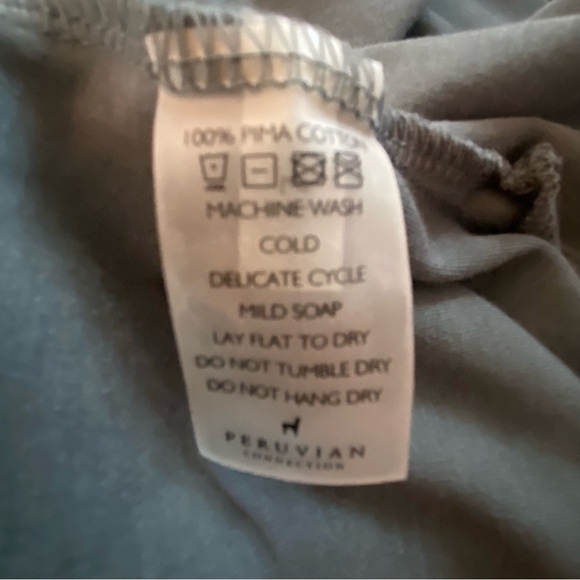 100% PIMA COTTON
MACHINE WASH
COLD
DELICATE CYCLE
MILD SOAP
LAY FLAT TO DRY
DO NOT TUMBLE DRY
DO NOT HANG DRY
PERUVIAN
CONNECTION